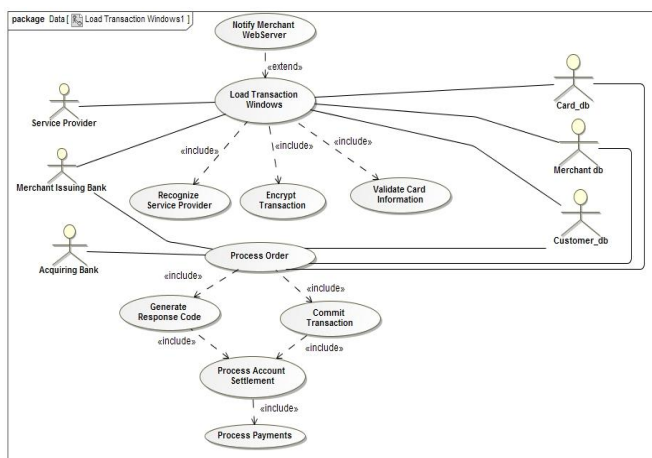 package Data[ Load Transaction Windows1 ]
Notify Merchant
WebServer
«extend»
Load Transaction
Windows
Service Provider
Card_db
Merchant Issuing Bank
Merchant db
«include»
«include»
«include»
Recognize
Service Provider
Encrypt
Transaction
Validate Card
Information
Customer_db
Acquiring Bank
Process Order
«include»
«include»
Generate
Response Code
Commit
Transaction
«include»
«include»
Process Account
Settlement
«include»
Process Payments